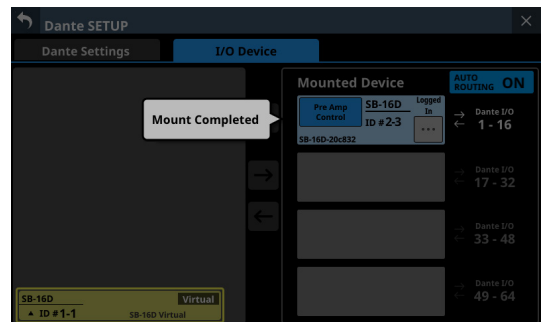 Dante SETUP
Dante Settings
I/O Device
Mounted Device
AUTO ROUTING ON
Mount Completed
Pre Amp
Control
SB-16D
ID # 2-3
Logged
In
...
SB-16D-20c832
Dante I/O
1 - 16
Dante I/O
17 - 32
Dante I/O
33 - 48
Dante I/O
49 - 64
SB-16D
Virtual
ID # 1-1
SB-16D Virtual